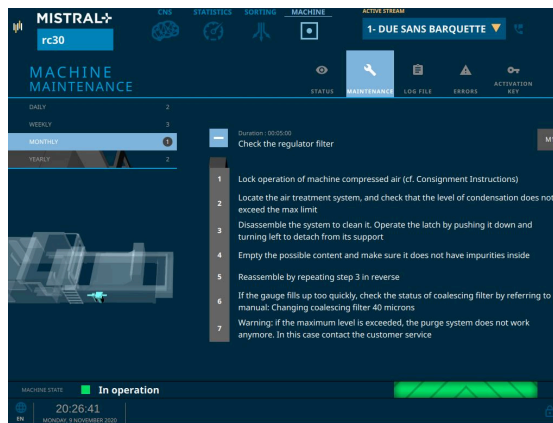 MISTRAL+
rc30
CNS
STATISTICS
SORTING
MACHINE
ACTIVE STREAM
1- DUE SANS BARQUETTE
MACHINE
MAINTENANCE
STATUS
MAINTENANCE
LOG FILE
ERRORS
ACTIVATION
KEY
DAILY 2
WEEKLY 3
MONTHLY 1
YEARLY 2
Duration : 00:05:00
Check the regulator filter
1 Lock operation of machine compressed air (cf. Consignment Instructions)
2 Locate the air treatment system, and check that the level of condensation does not
exceed the max limit
3 Disassemble the system to clean it. Operate the latch by pushing it down and
turning left to detach from its support
4 Empty the possible content and make sure it does not have impurities inside
5 Reassemble by repeating step 3 in reverse
6 If the gauge fills up too quickly, check the status of coalescing filter by referring to
manual: Changing coalescing filter 40 microns
7 Warning: if the maximum level is exceeded, the purge system does not work
anymore. In this case contact the customer service
MACHINE STATE In operation
EN
20:26:41
MONDAY, 9 NOVEMBER 2020